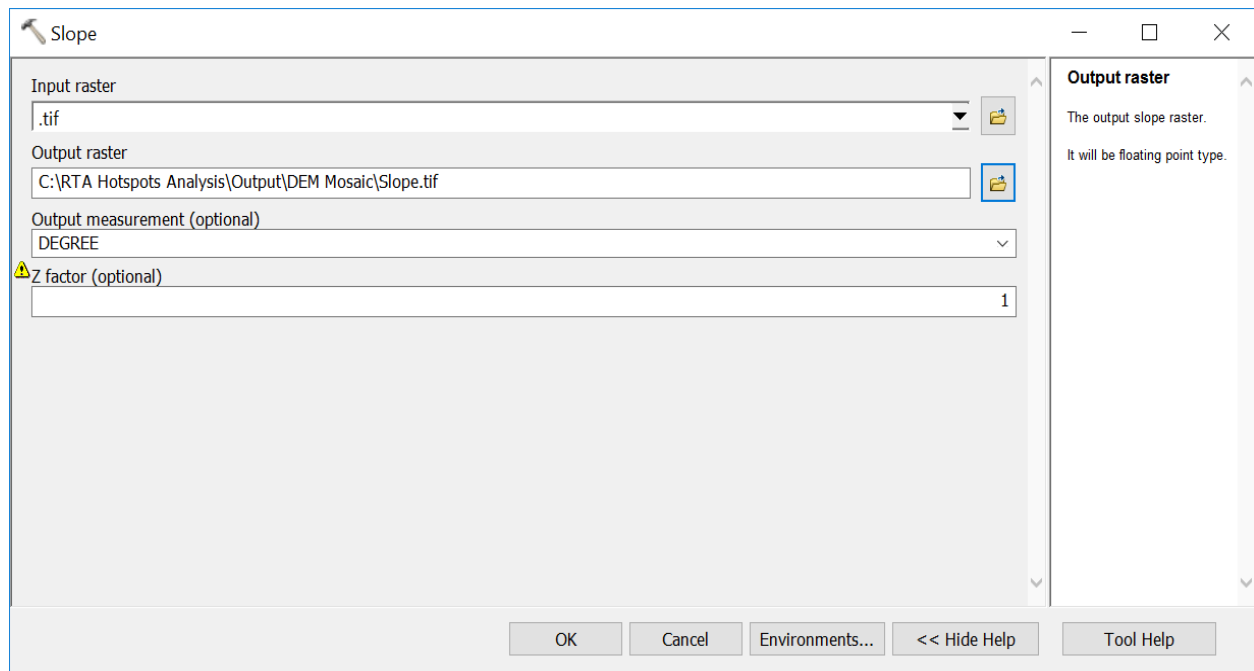 Slope
Input raster
.tif
Output raster
C:\RTA Hotspots Analysis\Output\DEM Mosaic\Slope.tif
Output measurement (optional)
DEGREE
Z factor (optional)
1
Output raster
The output slope raster.
It will be floating point type.
OK
Cancel
Environments...
<< Hide Help
Tool Help